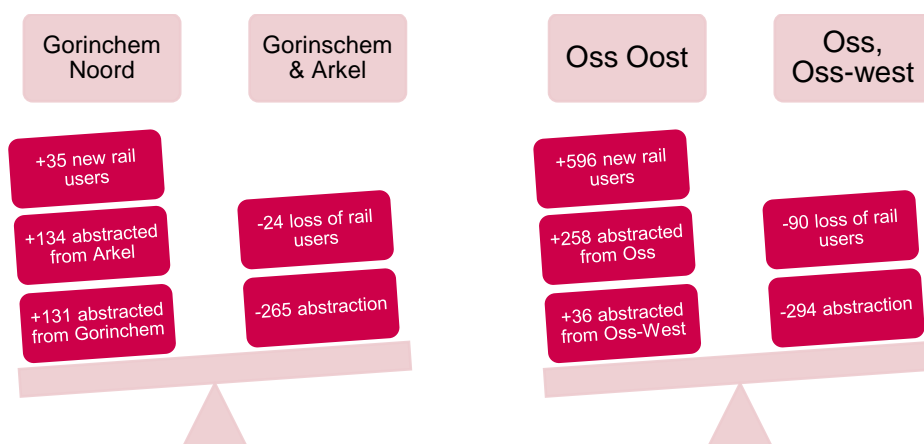 Gorinchem
Noord
Gorinschem
& Arkel
+35 new rail
users
+134 abstracted
from Arkel
+131 abstracted
from Gorinchem
-24 loss of rail
users
-265 abstraction
Oss Oost
Oss,
Oss-west
+596 new rail
users
+258 abstracted
from Oss
+36 abstracted
from Oss-West
-90 loss of rail
users
-294 abstraction